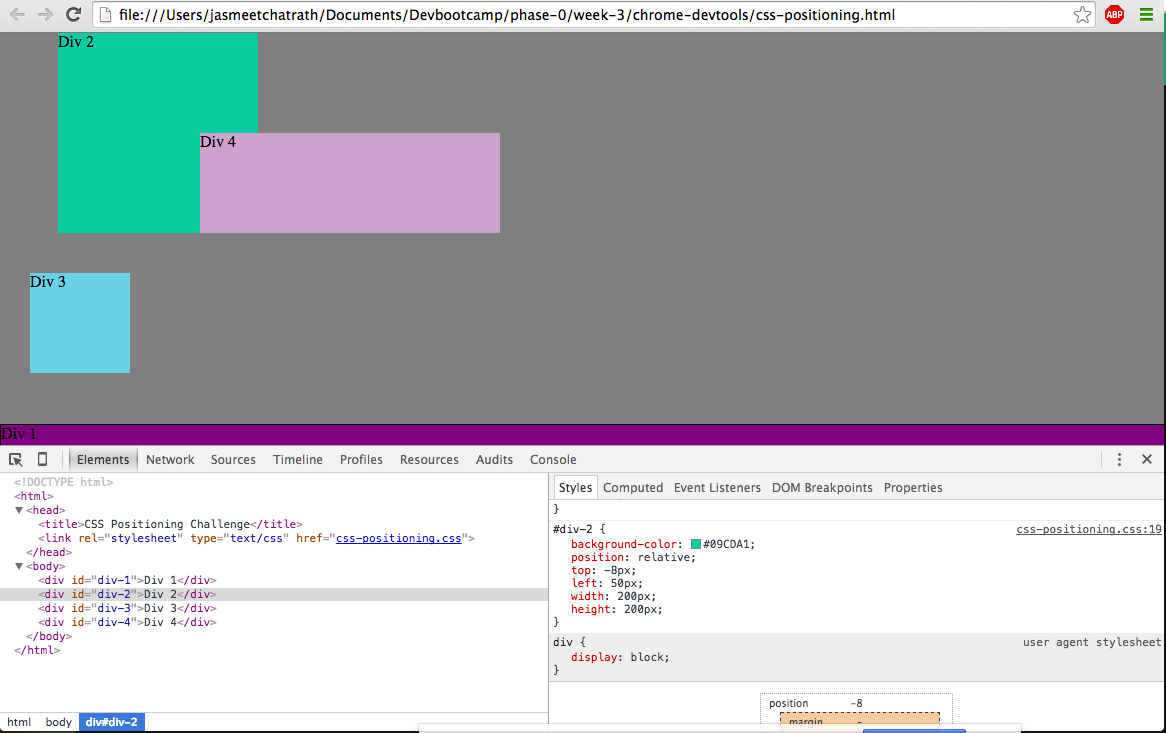 file:///Users/jasmeetchatrath/Documents/Devbootcamp/phase-0/week-3/chrome-devtools/css-positioning.html
ABP
Div 2
Div 4
Div 3
Div 1
Elements Network Sources Timeline Profiles Resources Audits Console
<!DOCTYPE html>
<html>
<head>
<title>CSS Positioning Challenge</title>
<link rel="stylesheet" type="text/css" href="css-positioning.css">
</head>
<body>
<div id="div-1">Div 1</div>
<div id="div-2">Div 2</div>
<div id="div-3">Div 3</div>
<div id="div-4">Div 4</div>
</body>
</html>
html body div#div-2
Styles Computed Event Listeners DOM Breakpoints Properties
}
#div-2 { css-positioning.css:19
background-color: #09CDA1;
position: relative;
top: -8px;
left: 50px;
width: 200px;
height: 200px;
}
div { user agent stylesheet
display: block;
}
position -8
margin -